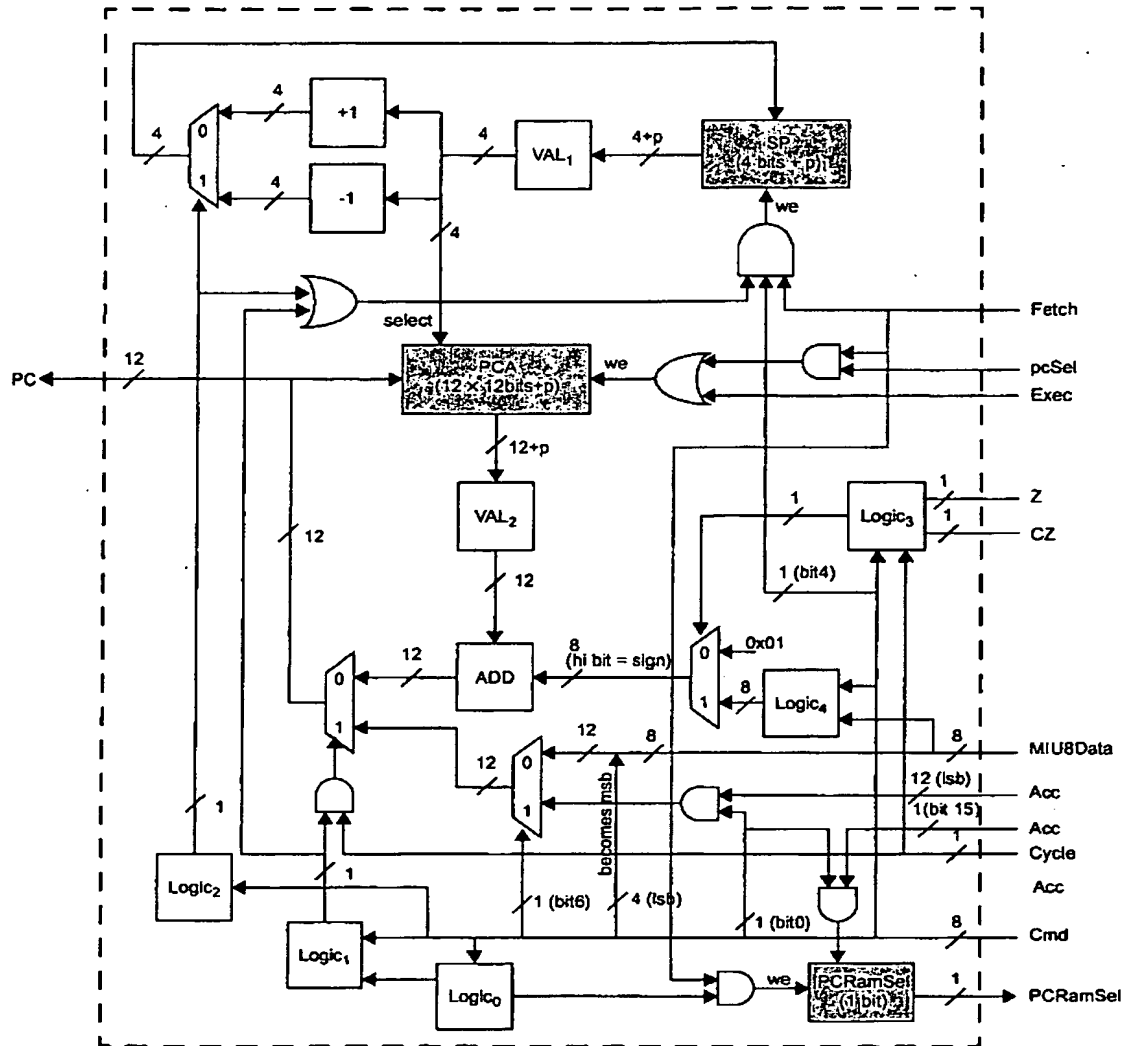 4
+1
4
0
1
4
-1
4
VAL1
4+p
SP
(4 bits + p)
we
4
select
Fetch
12
PC
PCA
(12 × 12bits+p)
we
pcSel
Exec
12+p
VAL2
12
12
1
Logic3
1
Z
1
CZ
1 (bit4)
0
1
0x01
8
(hi bit = sign)
12
ADD
0
1
8
Logic4
12
0
1
12
8
8
MIU8Data
becomes msb
12 (lsb)
Acc
1(bit 15)
Acc
1
Cycle
1
Logic2
1
1 (bit6)
4 (lsb)
1 (bit0)
Acc
Logic1
8
Cmd
Logic0
we
PCRamSel
(1 bit)
1
PCRamSel